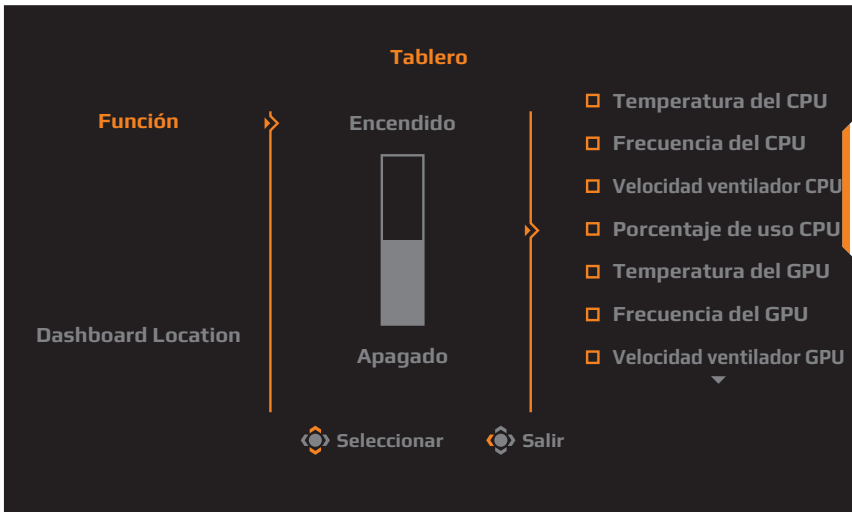 Tablero
Función
Encendido
Apagado
Dashboard Location
Temperatura del CPU
Frecuencia del CPU
Velocidad ventilador CPU
Porcentaje de uso CPU
Temperatura del GPU
Frecuencia del GPU
Velocidad ventilador GPU
Seleccionar
Salir